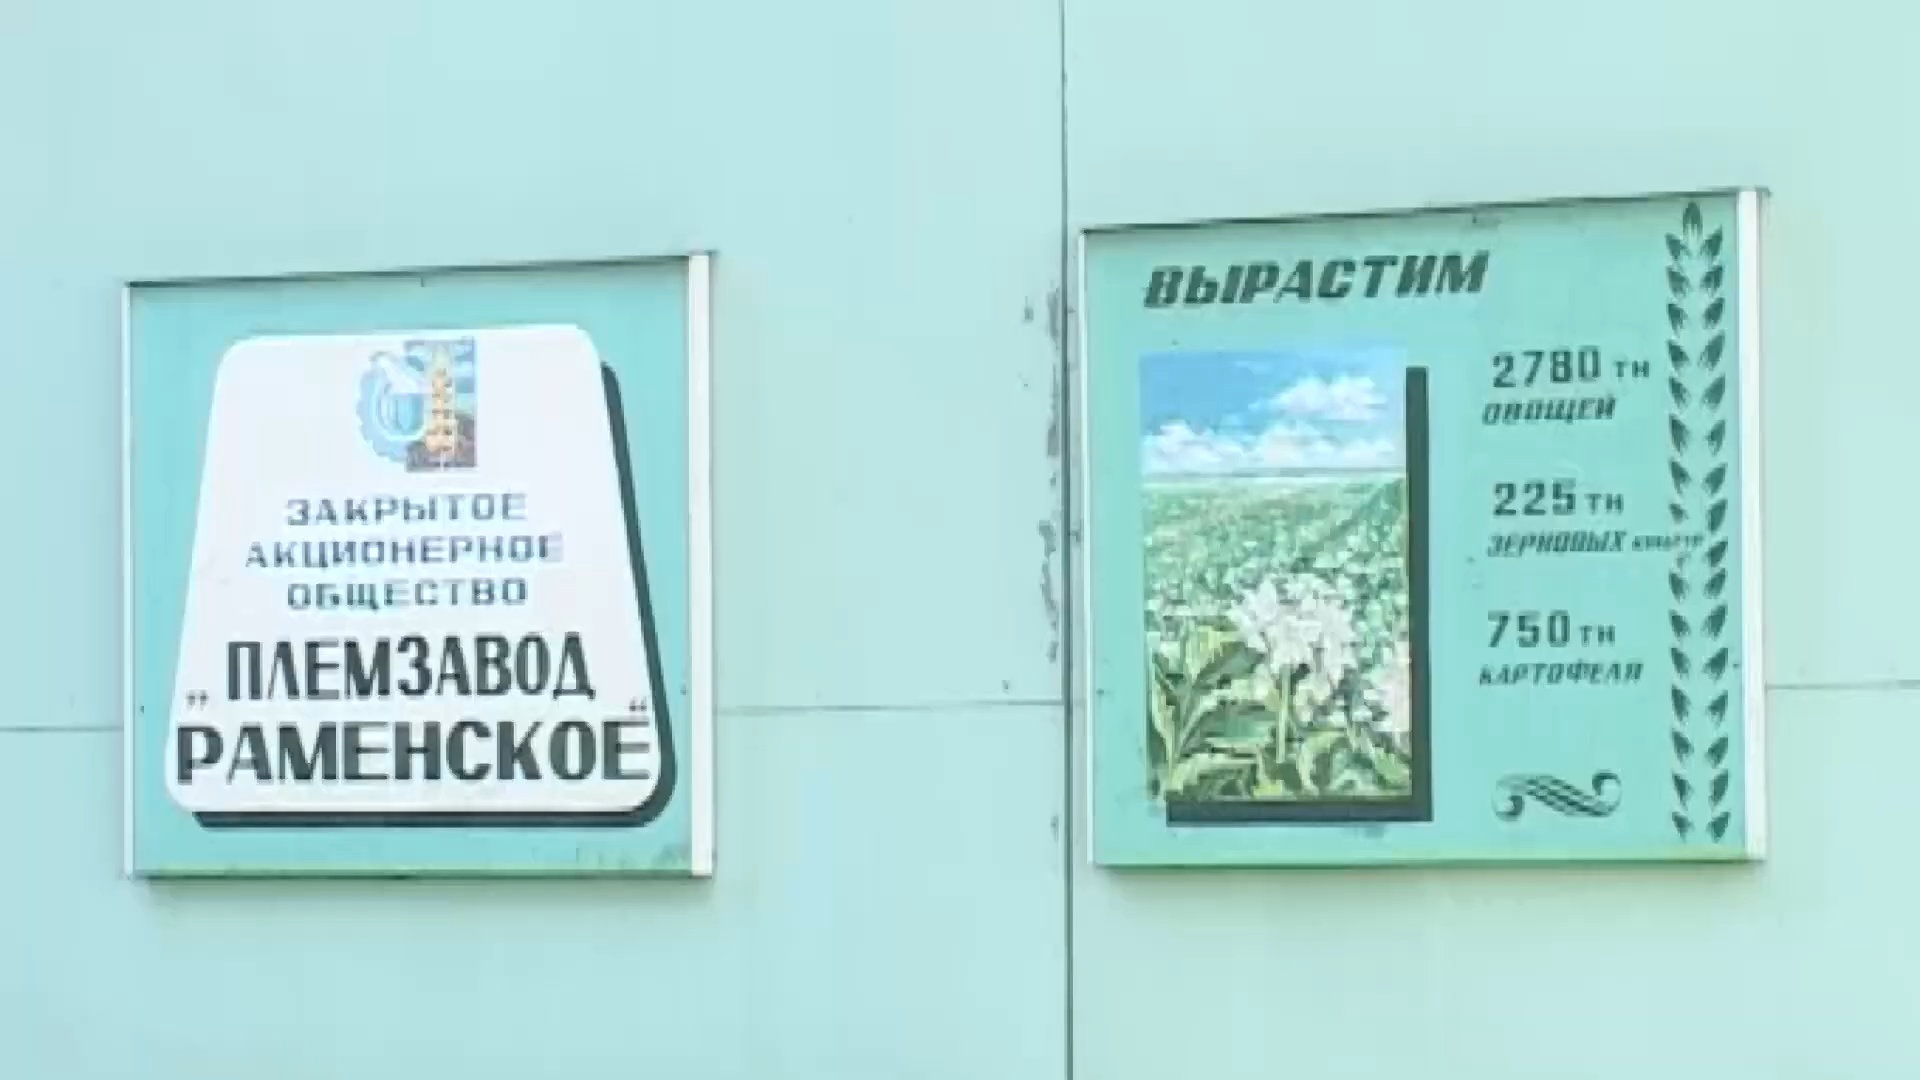 ЗАКРЫТОЕ
АКЦИОНЕРНОЕ
ОБЩЕСТВО
„ПЛЕМЗАВОД
РАМЕНСКОЕ“
ВЫРАСТИМ
2780 ТН
ОВОЩЕЙ
225 ТН
ЗЕРНОВЫХ
750 ТН
КАРТОФЕЛЯ